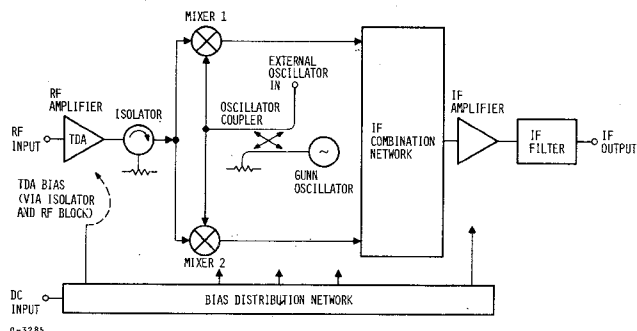 MIXER 1
EXTERNAL
OSCILLATOR
IN
RF
AMPLIFIER
ISOLATOR
OSCILLATOR
COUPLER
IF
AMPLIFIER
RF
INPUT
TDA
IF
COMBINATION
NETWORK
IF
FILTER
IF
OUTPUT
~
GUNN
OSCILLATOR
TDA BIAS
(VIA ISOLATOR
AND RF BLOCK)
MIXER 2
DC
INPUT
BIAS DISTRIBUTION NETWORK